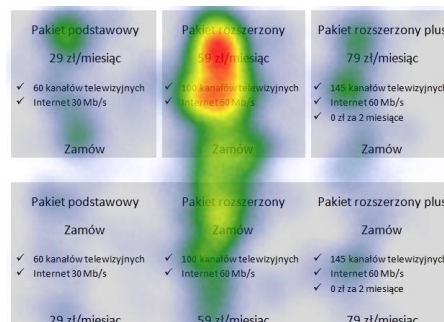 Pakiet podstawowy
29 zł/miesiąc
✓ 60 kanałów telewizyjnych
✓ Internet 30 Mb/s
Zamów
Pakiet rozszerzony
59 zł/miesiąc
✓ 100 kanałów telewizyjnych
✓ Internet 60 Mb/s
Zamów
Pakiet rozszerzony plus
79 zł/miesiąc
✓ 145 kanałów telewizyjnych
✓ Internet 60 Mb/s
✓ 0 zł za 2 miesiące
Zamów
Pakiet podstawowy
Zamów
✓ 60 kanałów telewizyjnych
✓ Internet 30 Mb/s
29 zł/miesiąc
Pakiet rozszerzony
Zamów
✓ 100 kanałów telewizyjnych
✓ Internet 60 Mb/s
59 zł/miesiąc
Pakiet rozszerzony plus
Zamów
✓ 145 kanałów telewizyjnych
✓ Internet 60 Mb/s
✓ 0 zł za 2 miesiące
79 zł/miesiąc